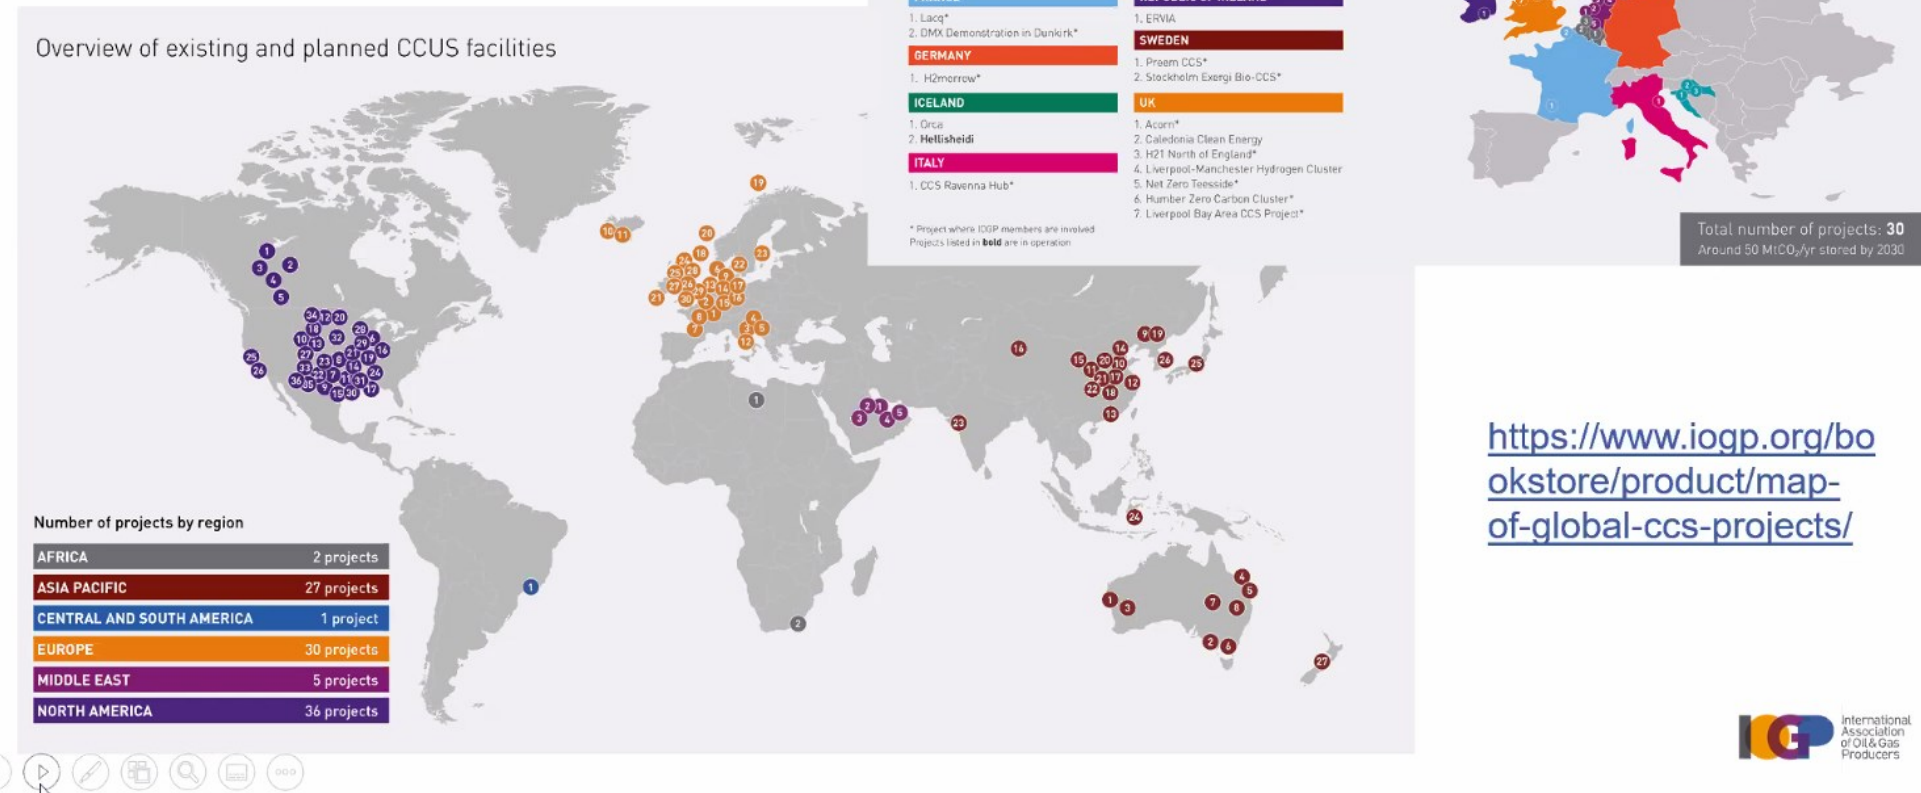 Overview of existing and planned CCUS facilities
1. Lacq*
2. DMX Demonstration in Dunkirk*
GERMANY
1. H2morrow*
ICELAND
1. Orca
2. Hellisheidi
ITALY
1. CCS Ravenna Hub*
* Project where IOGP members are involved
Projects listed in bold are in operation
1. ERVIA
SWEDEN
1. Preem CCS*
2. Stockholm Exergi Bio-CCS*
UK
1. Acorn*
2. Caledonia Clean Energy
3. H21 North of England*
4. Liverpool-Manchester Hydrogen Cluster
5. Net Zero Teesside*
6. Humber Zero Carbon Cluster*
7. Liverpool Bay Area CCS Project*
Total number of projects: 30
Around 50 MtCO₂/yr stored by 2030
https://www.iogp.org/bo
okstore/product/map-
of-global-ccs-projects/
Number of projects by region
AFRICA 2 projects
ASIA PACIFIC 27 projects
CENTRAL AND SOUTH AMERICA 1 project
EUROPE 30 projects
MIDDLE EAST 5 projects
NORTH AMERICA 36 projects
IOGP
International
Association
of Oil & Gas
Producers